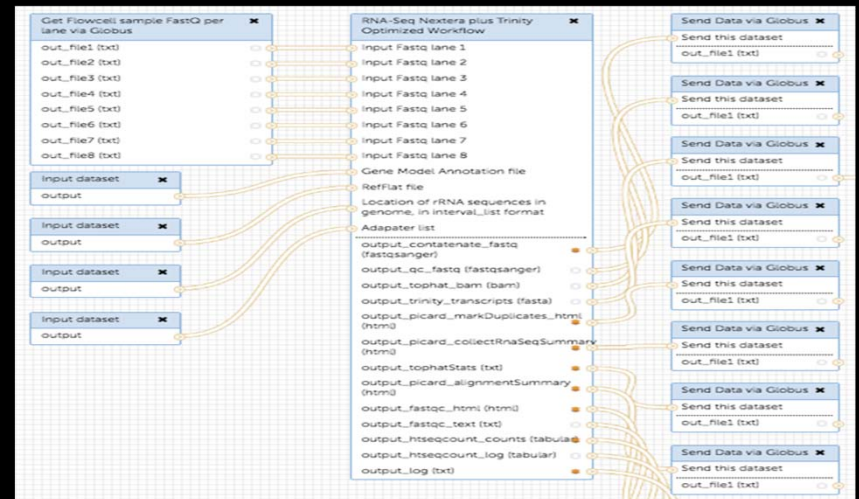 Get Flowcell sample FastQ per
lane via Globus
out_file1 (txt)
out_file2 (txt)
out_file3 (txt)
out_file4 (txt)
out_file5 (txt)
out_file6 (txt)
out_file7 (txt)
out_file8 (txt)
Input dataset
output
Input dataset
output
Input dataset
output
Input dataset
output
RNA-Seq Nextera plus Trinity
Optimized Workflow
Input Fastq lane 1
Input Fastq lane 2
Input Fastq lane 3
Input Fastq lane 4
Input Fastq lane 5
Input Fastq lane 6
Input Fastq lane 7
Input Fastq lane 8
Gene Model Annotation file
RefFlat file
Location of rRNA sequences in
genome, in interval_list format
Adapater list
output_contatenate_fastq
(fastqsanger)
output_qc_fastq (fastqsanger)
output_tophat_bam (bam)
output_trinity_transcripts (fasta)
output_picard_markDuplicates_html
(html)
output_picard_collectRnaSeqSummary
(html)
output_tophatStats (txt)
output_picard_alignmentSummary
(html)
output_fastqc_html (html)
output_fastqc_text (txt)
output_htseqcount_counts (tabular)
output_htseqcount_log (tabular)
output_log (txt)
Send Data via Globus
Send this dataset
out_file1 (txt)
Send Data via Globus
Send this dataset
out_file1 (txt)
Send Data via Globus
Send this dataset
out_file1 (txt)
Send Data via Globus
Send this dataset
out_file1 (txt)
Send Data via Globus
Send this dataset
out_file1 (txt)
Send Data via Globus
Send this dataset
out_file1 (txt)
Send Data via Globus
Send this dataset
out_file1 (txt)
Send Data via Globus
Send this dataset
out_file1 (txt)